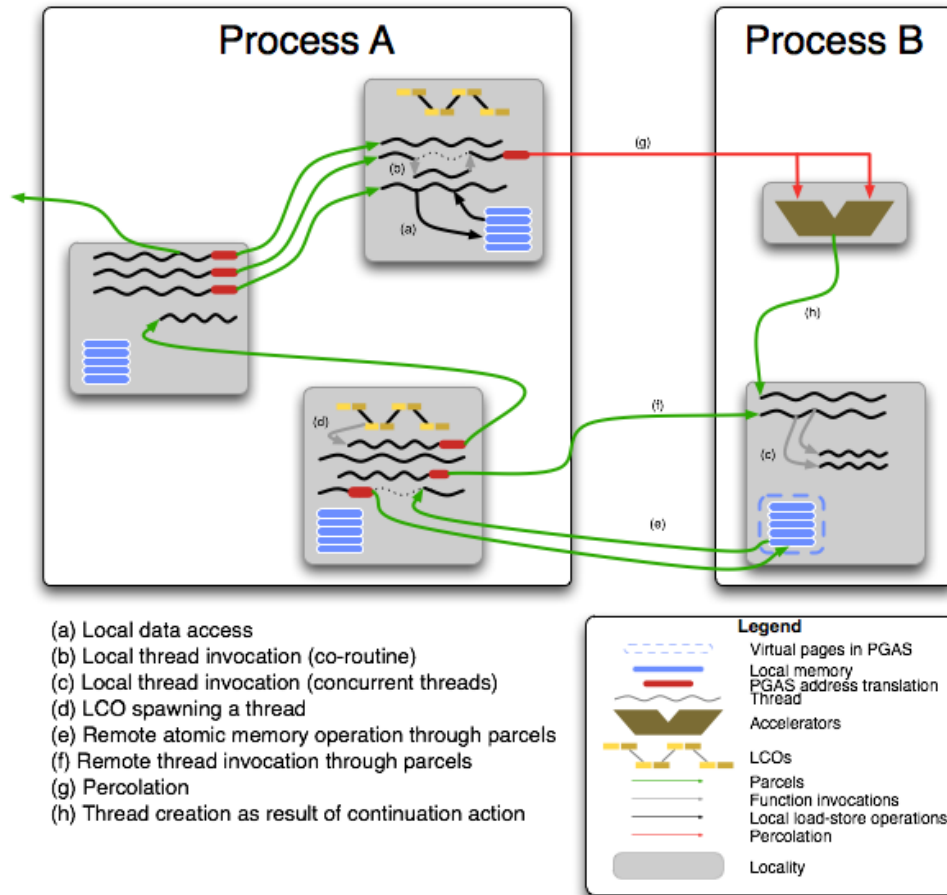 Process A
Process B
(g)
(b)
(a)
(h)
(d)
(f)
(c)
(e)
(a) Local data access
(b) Local thread invocation (co-routine)
(c) Local thread invocation (concurrent threads)
(d) LCO spawning a thread
(e) Remote atomic memory operation through parcels
(f) Remote thread invocation through parcels
(g) Percolation
(h) Thread creation as result of continuation action
Legend
Virtual pages in PGAS
Local memory
PGAS address translation
Thread
Accelerators
LCOs
Parcels
Function invocations
Local load-store operations
Percolation
Locality